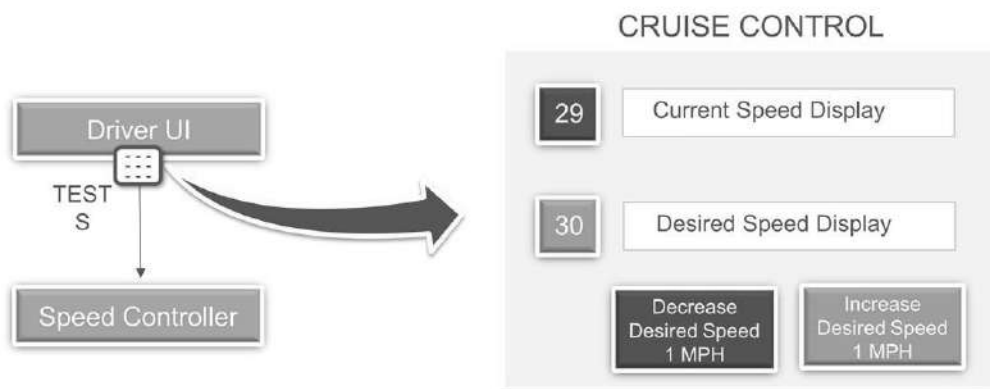 CRUISE CONTROL
Driver UI
TEST
S
Speed Controller
29
Current Speed Display
30
Desired Speed Display
Decrease
Desired Speed
1 MPH
Increase
Desired Speed
1 MPH